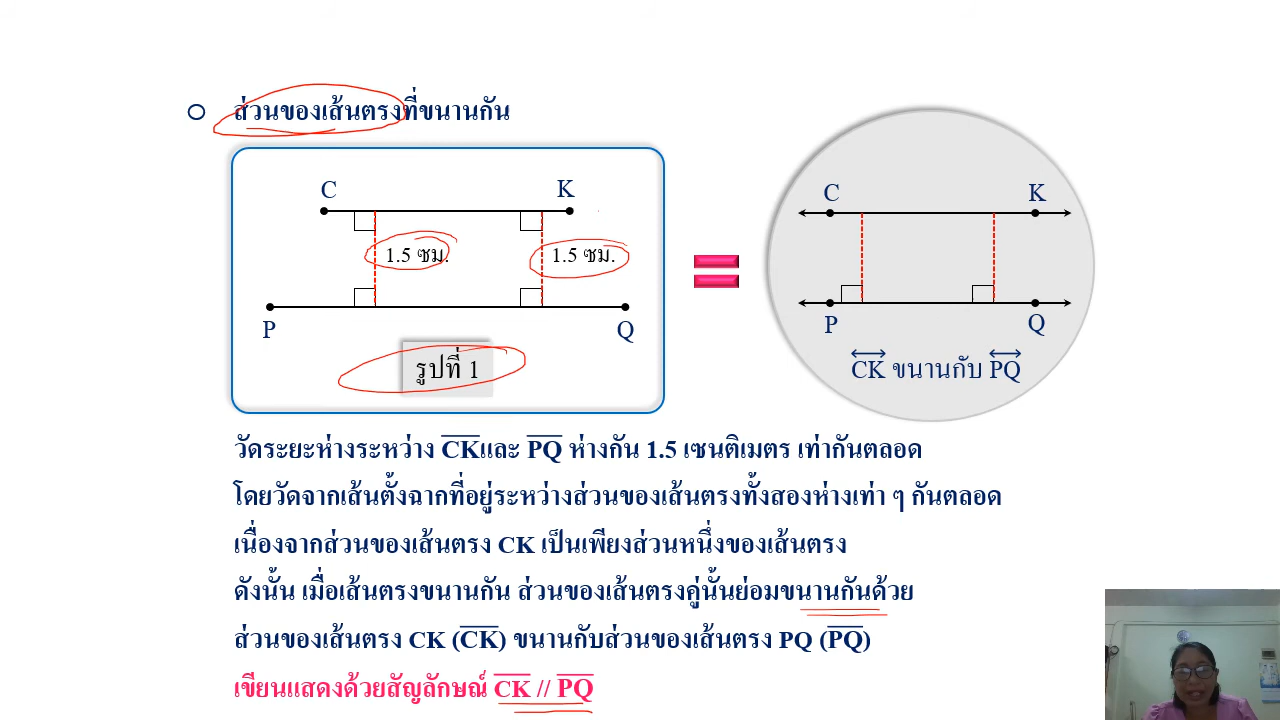 ส่วนของเส้นตรงที่ขนานกัน
C K
1.5 ซม. 1.5 ซม.
P Q
รูปที่ 1
C K
P Q
CK ขนานกับ PQ
วัดระยะห่างระหว่าง CKและ PQ ห่างกัน 1.5 เซนติเมตร เท่ากันตลอด
โดยวัดจากเส้นตั้งฉากที่อยู่ระหว่างส่วนของเส้นตรงทั้งสองห่างเท่า ๆ กันตลอด
เนื่องจากส่วนของเส้นตรง CK เป็นเพียงส่วนหนึ่งของเส้นตรง
ดังนั้น เมื่อเส้นตรงขนานกัน ส่วนของเส้นตรงคู่นั้นย่อมขนานกันด้วย
ส่วนของเส้นตรง CK (CK) ขนานกับส่วนของเส้นตรง PQ (PQ)
เขียนแสดงด้วยสัญลักษณ์ CK // PQ